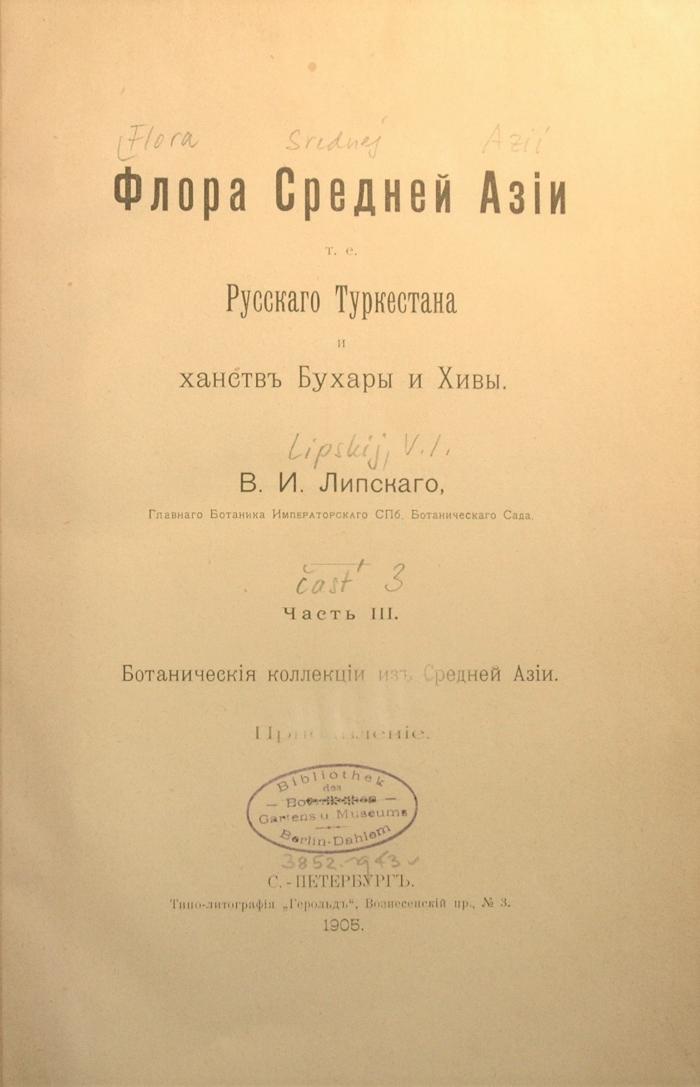 Flora Srednej Azii
Флора Средней Азіи
т. е.
Русскаго Туркестана
и
ханствъ Бухары и Хивы.
Lipskij, V. I.
В. И. Липскаго,
Главнаго Ботаника Императорскаго СПб. Ботаническаго Сада.
čast' 3
Часть III.
Ботаническія коллекціи изъ Средней Азіи.
Bibliothek
des
Botanischen
Gartens u Museums
Berlin-Dahlem
С.-ПЕТЕРБУРГЪ.
Типо-литографія „Герольдъ“, Вознесенскій пр., № 3.
1905.